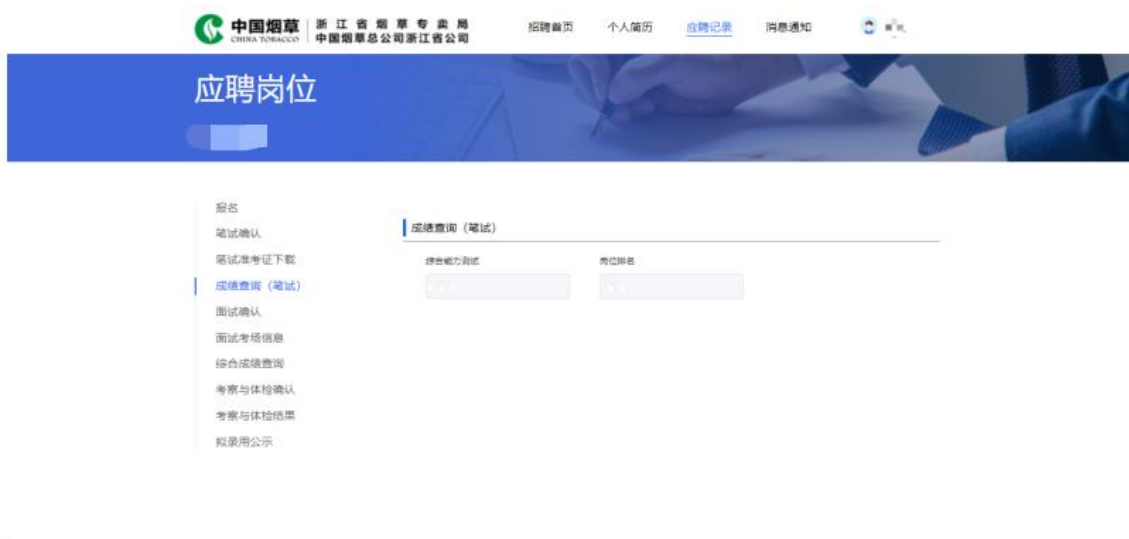 中国烟草
CHINA TOBACCO
浙江省烟草专卖局
中国烟草总公司浙江省公司
招聘首页 个人简历 应聘记录 消息通知
应聘岗位
报名
笔试确认
笔试准考证下载
成绩查询（笔试）
面试确认
面试考场信息
综合成绩查询
考察与体检确认
考察与体检结果
拟录用公示
成绩查询（笔试）
综合能力测试 岗位排名